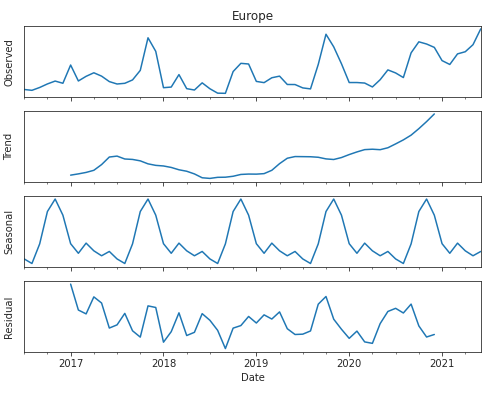 Europe
Observed
Trend
Seasonal
Residual
2017 2018 2019 2020 2021
Date